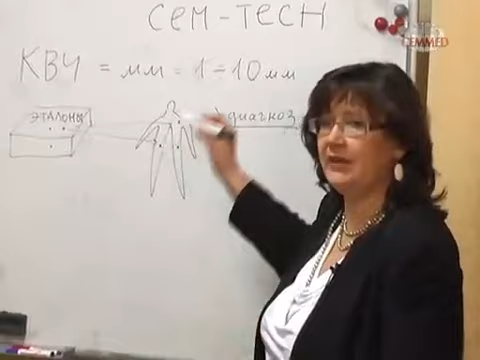 CEM-TECH
CEMMED
КВЧ = мм = 1÷10 мм
ЭТАЛОНЫ
диагноз